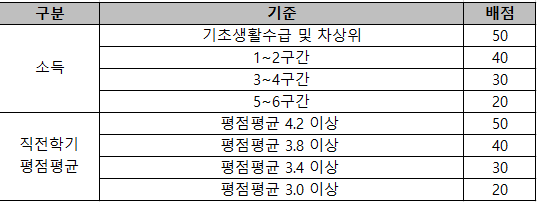 구분 기준 배점
소득
기초생활수급 및 차상위 50
1~2구간 40
3~4구간 30
5~6구간 20
직전학기
평점평균
평점평균 4.2 이상 50
평점평균 3.8 이상 40
평점평균 3.4 이상 30
평점평균 3.0 이상 20